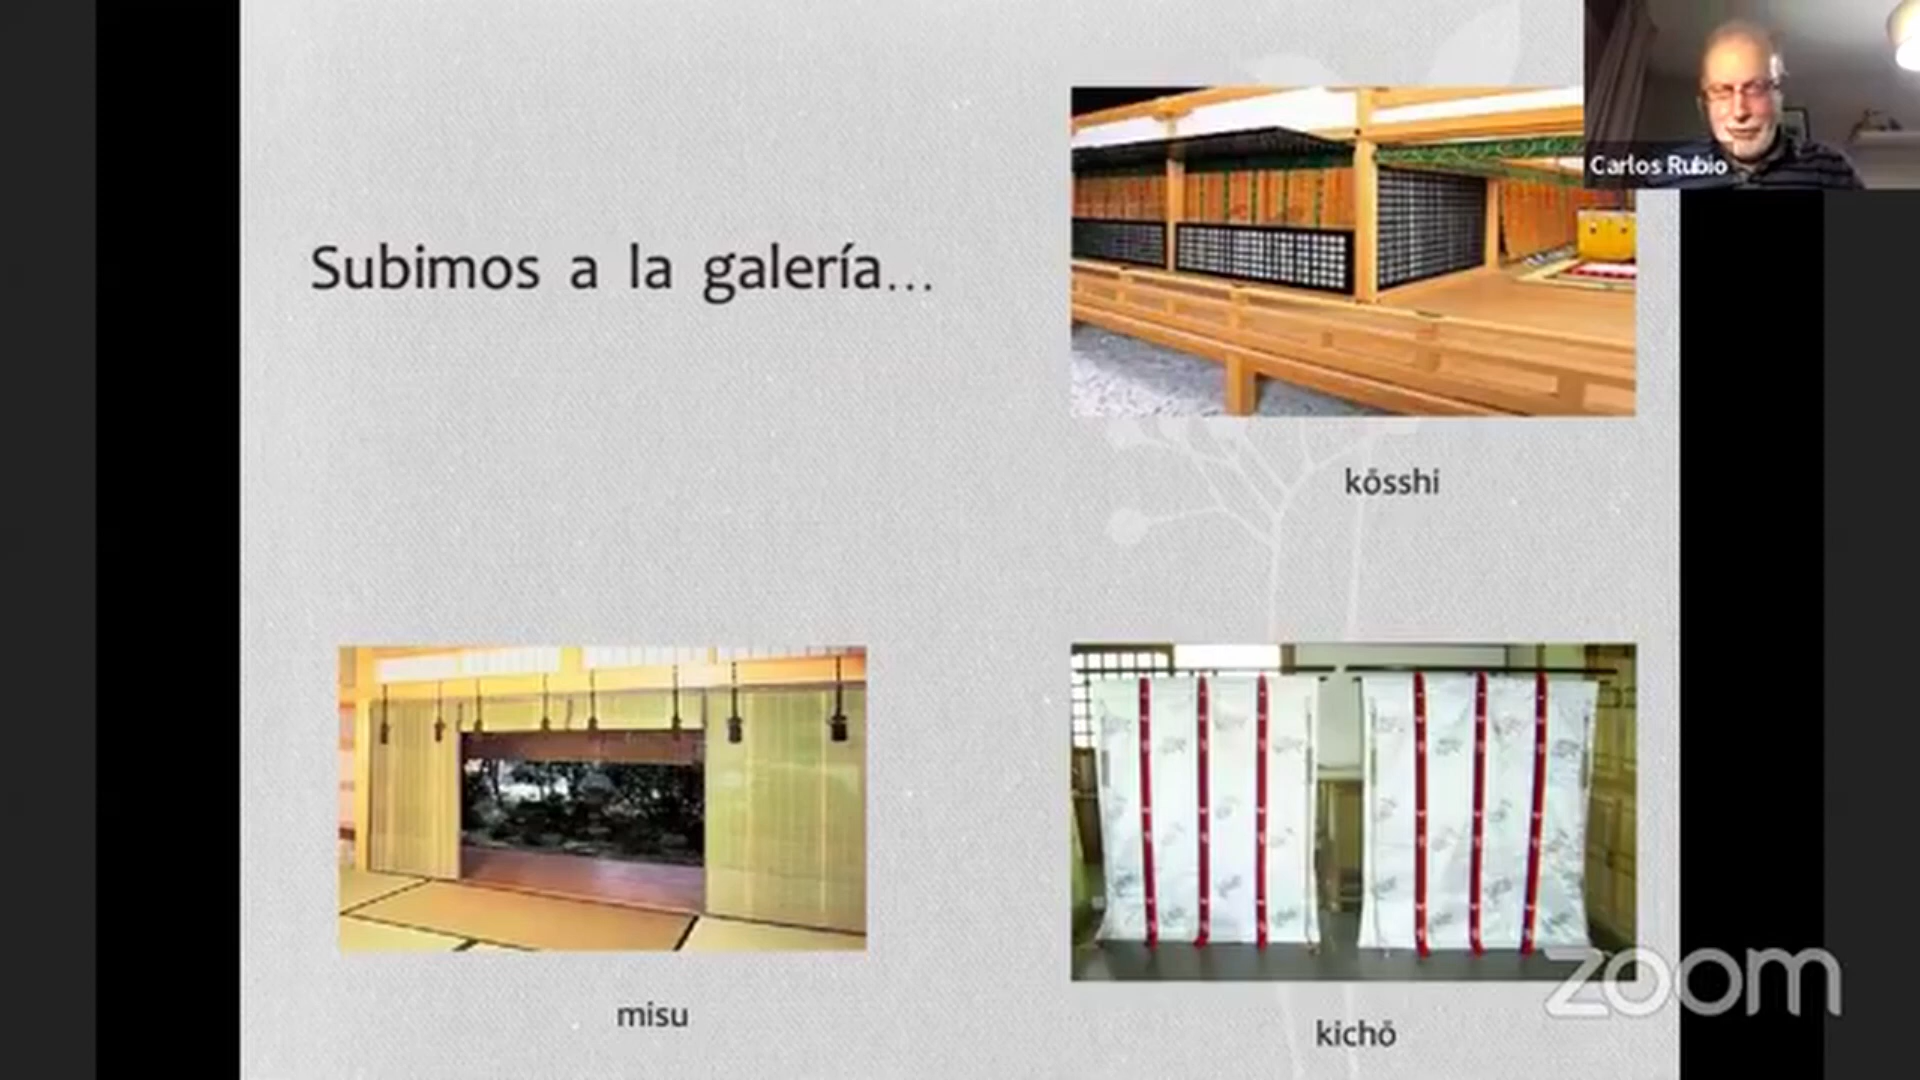 Carlos Rubio
Subimos a la galería...
kōsshi
misu
kichō
zoom